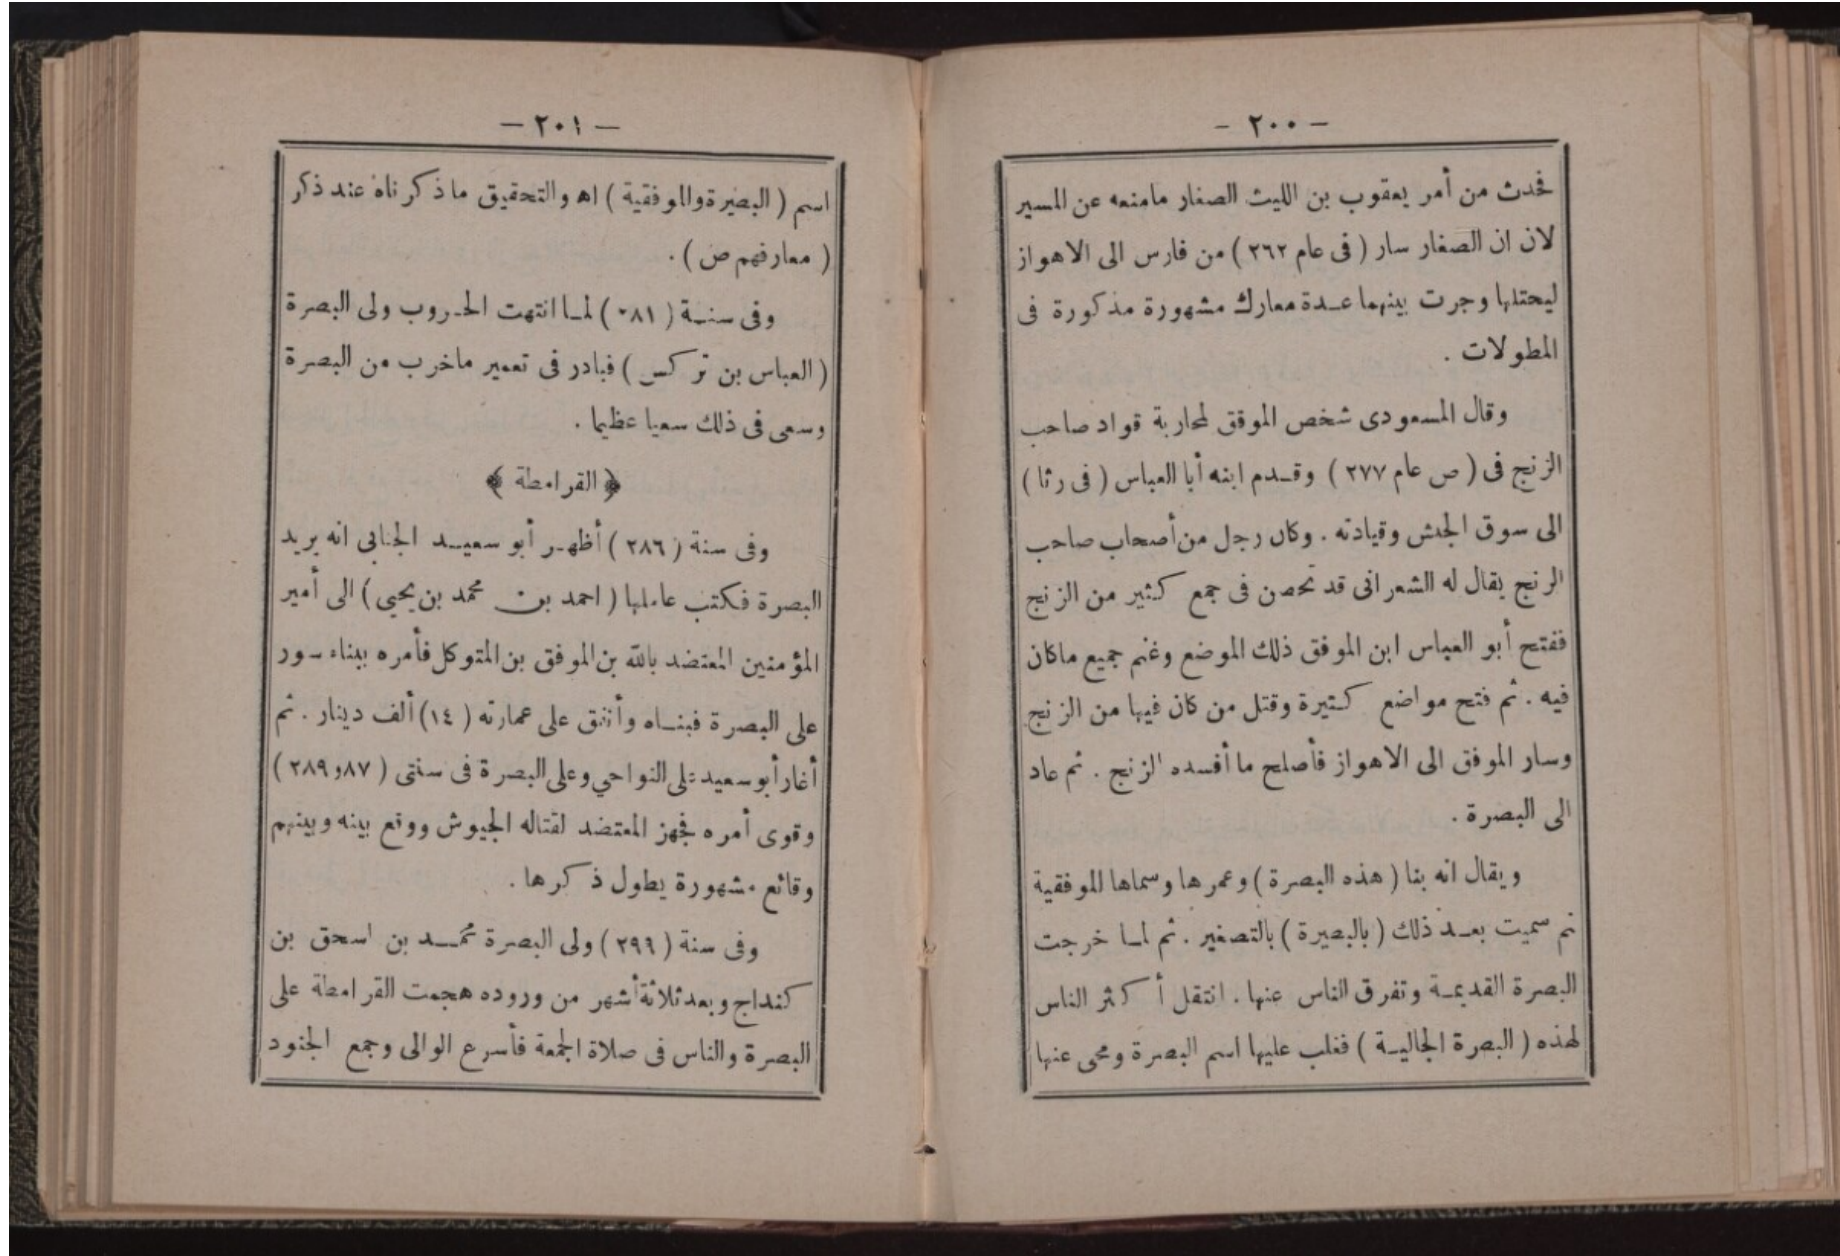 — ٢٠٠ —
فحدث من أمر يعقوب بن الليث الصفار مامنعه عن المسير
لان ان الصفار سار ( فى عام ٢٦٢ ) من فارس الى الاهواز
ليحتلها وجرت بينهما عدة معارك مشهورة مذكورة فى
المطولات .
وقال المسعودى شخص الموفق لمحاربة قواد صاحب
الزنج فى ( ص عام ٢٧٧ ) وقدم ابنه أبا العباس ( فى رثا )
الى سوق الجىش وقيادته . وكان رجل من أصحاب صاحب
الزنج يقال له الشعرانى قد تحصن فى جمع كثير من الزنج
ففتح أبو العباس ابن الموفق ذلك الموضع وغنم جميع ماكان
فيه . ثم فتح مواضع كثيرة وقتل من كان فيها من الزنج
وسار الموفق الى الاهواز فأصلح ما أفسده الزنج . ثم عاد
الى البصرة .
ويقال انه بنا ( هذه البصرة ) وعمرها وسماها الموفقية
ثم سميت بعد ذلك ( بالبصيرة ) بالتصغير . ثم لما خرجت
البصرة القديمة وتفرق الناس عنها . انتقل أكثر الناس
لهذه ( البصرة الجالية ) فغلب عليها اسم البصرة ومحى عنها
— ٢٠١ —
اسم ( البصيرة والموفقية ) اه والتحقيق ماذكرناه عند ذكر
( معارفهم ص ) .
وفى سنة ( ٢٨١ ) لما انتهت الحروب ولى البصرة
( العباس بن تركس ) فبادر فى تعمير ماخرب من البصرة
وسعى فى ذلك سعيا عظيما .
﴿ القرامطة ﴾
وفى سنة ( ٢٨٦ ) أظهر أبو سعيد الجنابى انه يريد
البصرة فكتب عاملها ( احمد بن محمد بن يحيى ) الى أمير
المؤمنين المعتضد بالله بن الموفق بن المتوكل فأمره ببناء سور
على البصرة فبناه وأنفق على عمارته ( ١٤ ) ألف دينار . ثم
أغار أبو سعيد على النواحي وعلى البصرة فى سنتى ( ٨٧ و ٢٨٩ )
وقوى أمره فجهز المعتضد لقتاله الجيوش ووقع بينه وبينهم
وقائع مشهورة يطول ذكرها .
وفى سنة ( ٢٩٩ ) ولى البصرة محمد بن اسحق بن
كنداج وبعد ثلاثة أشهر من وروده هجمت القرامطة على
البصرة والناس فى صلاة الجمعة فأسرع الوالى وجمع الجنود